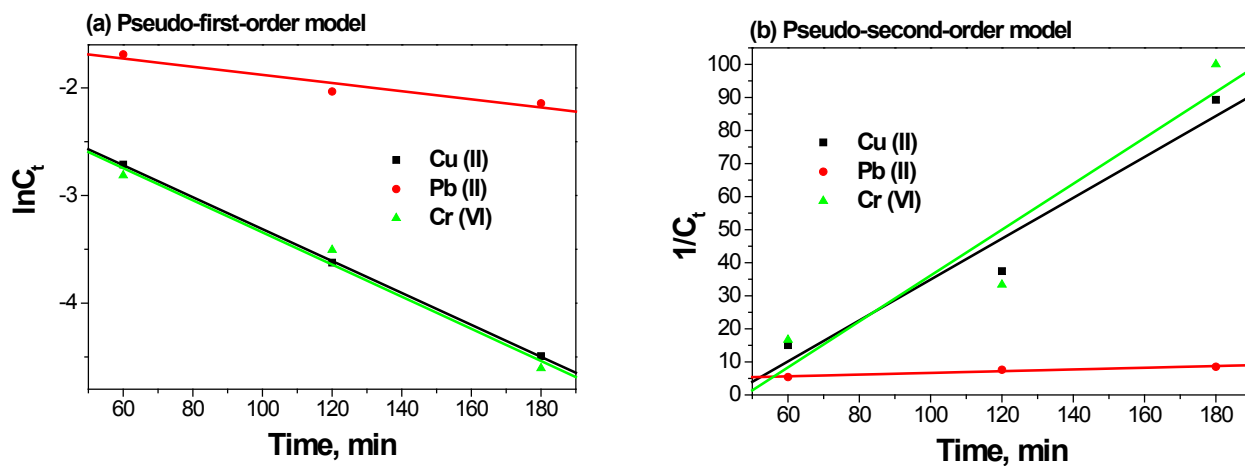 (a) Pseudo-first-order model
-2
-3
-4
lnCt
Cu (II)
Pb (II)
Cr (VI)
60 80 100 120 140 160 180
Time, min
(b) Pseudo-second-order model
100
90
80
70
60
50
40
30
20
10
0
1/Ct
Cu (II)
Pb (II)
Cr (VI)
60 80 100 120 140 160 180
Time, min